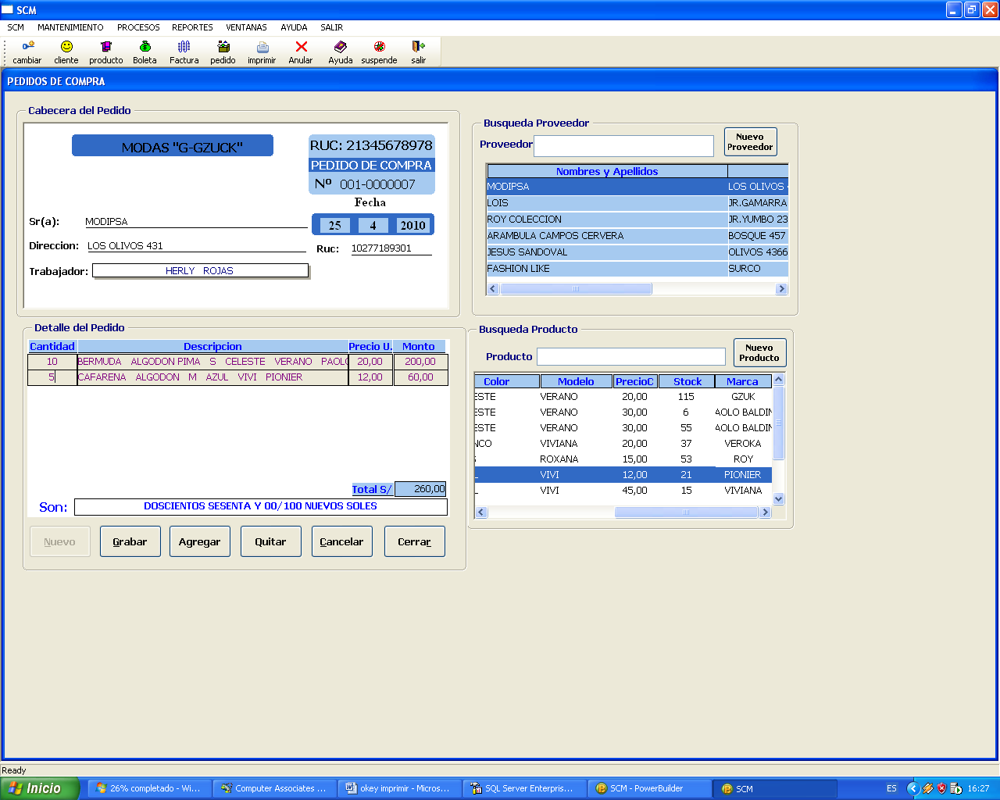 SCM
SCM MANTENIMIENTO PROCESOS REPORTES VENTANAS AYUDA SALIR
cambiar cliente producto Boleta Factura pedido imprimir Anular Ayuda suspende salir
PEDIDOS DE COMPRA
Cabecera del Pedido
MODAS "G-GZUCK"
RUC: 21345678978
PEDIDO DE COMPRA
Nº 001-0000007
Fecha
25 4 2010
Sr(a): MODIPSA
Direccion: LOS OLIVOS 431
Ruc: 10277189301
Trabajador: HERLY ROJAS
Busqueda Proveedor
Proveedor
Nuevo
Proveedor
Nombres y Apellidos
MODIPSA LOS OLIVOS
LOIS JR.GAMARRA
ROY COLECCION JR.YUMBO 23
ARAMBULA CAMPOS CERVERA BOSQUE 457
JESUS SANDOVAL OLIVOS 4366
FASHION LIKE SURCO
Detalle del Pedido
Cantidad Descripcion Precio U. Monto
10 BERMUDA ALGODON PIMA S CELESTE VERANO PAOLO 20,00 200,00
5 CAFARENA ALGODON M AZUL VIVI PIONIER 12,00 60,00
Total S/ 260,00
Son: DOSCIENTOS SESENTA Y 00/100 NUEVOS SOLES
Nuevo Grabar Agregar Quitar Cancelar Cerrar
Busqueda Producto
Producto
Nuevo
Producto
Color Modelo PrecioC Stock Marca
ESTE VERANO 20,00 115 GZUK
ESTE VERANO 30,00 6 AOLO BALDIN
ESTE VERANO 30,00 55 AOLO BALDIN
NCO VIVIANA 20,00 37 VEROKA
ROXANA 15,00 53 ROY
L VIVI 12,00 21 PIONIER
L VIVI 45,00 15 VIVIANA
Ready
Inicio 26% completado - Wi... Computer Associates ... okey imprimir - Micros... SQL Server Enterpris... SCM - PowerBuilder SCM ES 16:27